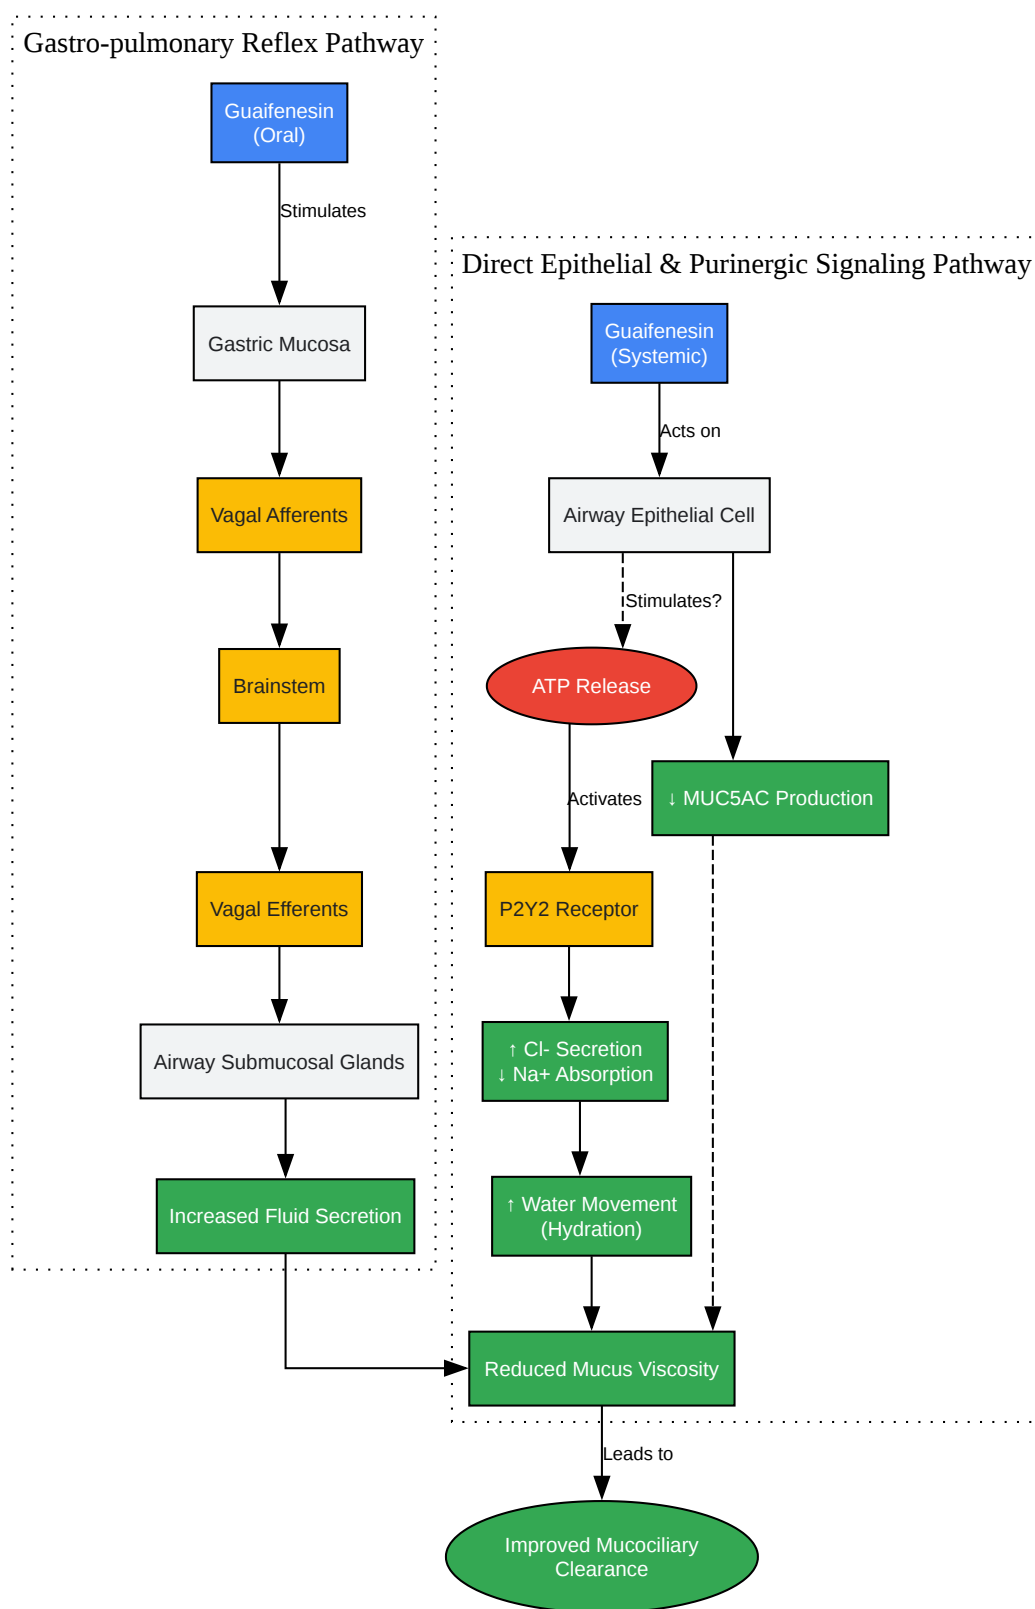 Gastro-pulmonary Reflex Pathway
Guaifenesin
(Oral)
Stimulates
Gastric Mucosa
Vagal Afferents
Brainstem
Vagal Efferents
Airway Submucosal Glands
Increased Fluid Secretion
Direct Epithelial & Purinergic Signaling Pathway
Guaifenesin
(Systemic)
Acts on
Airway Epithelial Cell
Stimulates?
ATP Release
Activates
↓ MUC5AC Production
P2Y2 Receptor
↑ Cl- Secretion
↓ Na+ Absorption
↑ Water Movement
(Hydration)
Reduced Mucus Viscosity
Leads to
Improved Mucociliary
Clearance